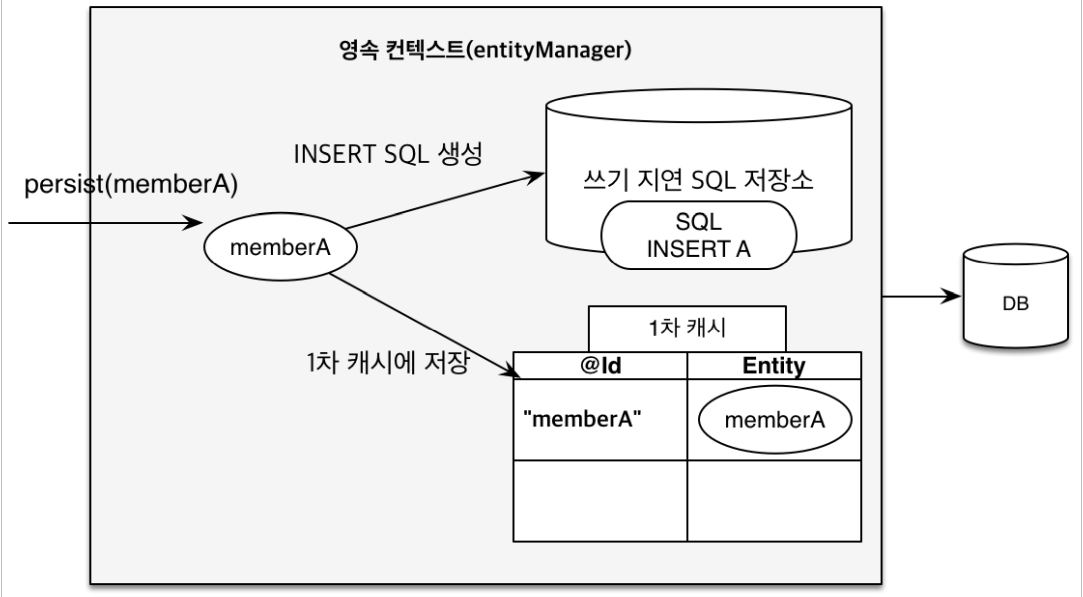 영속 컨텍스트(entityManager)
INSERT SQL 생성
persist(memberA)
쓰기 지연 SQL 저장소
SQL
INSERT A
memberA
DB
1차 캐시
1차 캐시에 저장
@Id Entity
"memberA" memberA